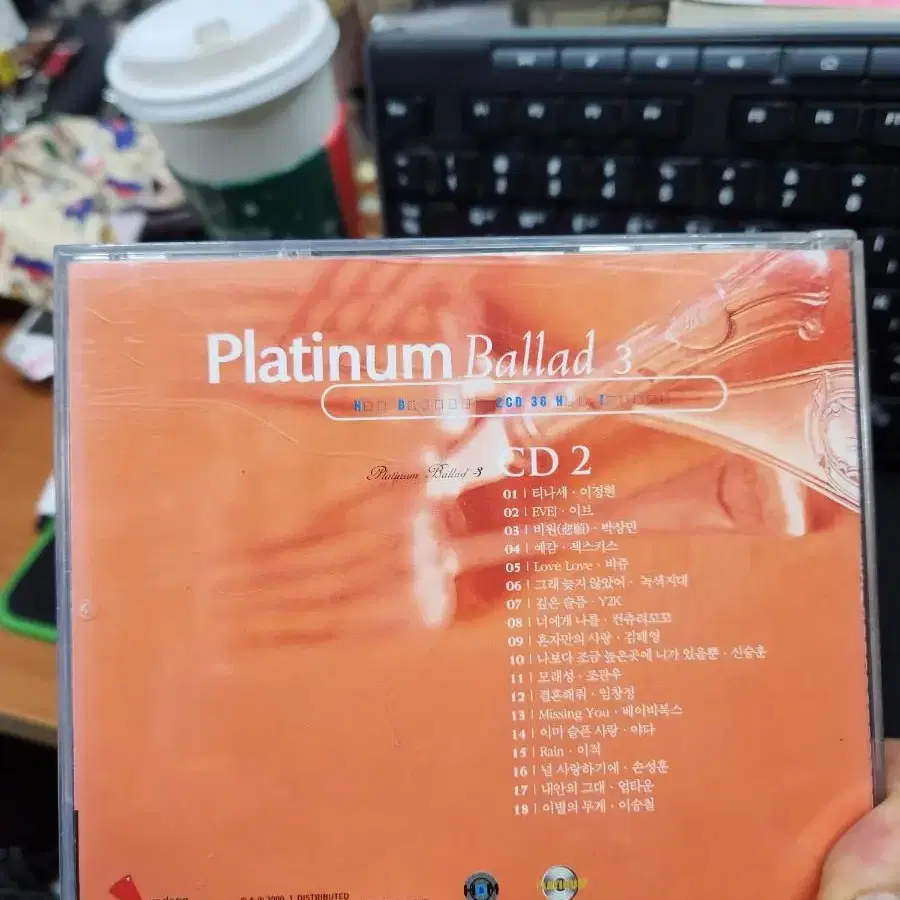 Platinum Ballad 3
2CD 36
Platinum Ballad 3
CD 2
01 | 티나세 · 이정현
02 | EVE] · 이브
03 | 비원(悲願) · 박상민
04 | 예감 · 젝스키스
05 | Love Love · 비쥬
06 | 그래 늦지 않았어 · 녹색지대
07 | 깊은 슬픔 · Y2K
08 | 너에게 나를 · 컨츄리꼬꼬
09 | 혼자만의 사랑 · 김태영
10 | 나보다 조금 높은곳에 니가 있을뿐 · 신승훈
11 | 모래성 · 조관우
12 | 결혼해줘 · 임창정
13 | Missing You · 베이비복스
14 | 이미 슬픈 사랑 · 야다
15 | Rain · 이적
16 | 널 사랑하기에 · 손성훈
17 | 내안의 그대 · 업타운
18 | 이별의 무게 · 이승철
DISTRIBUTED